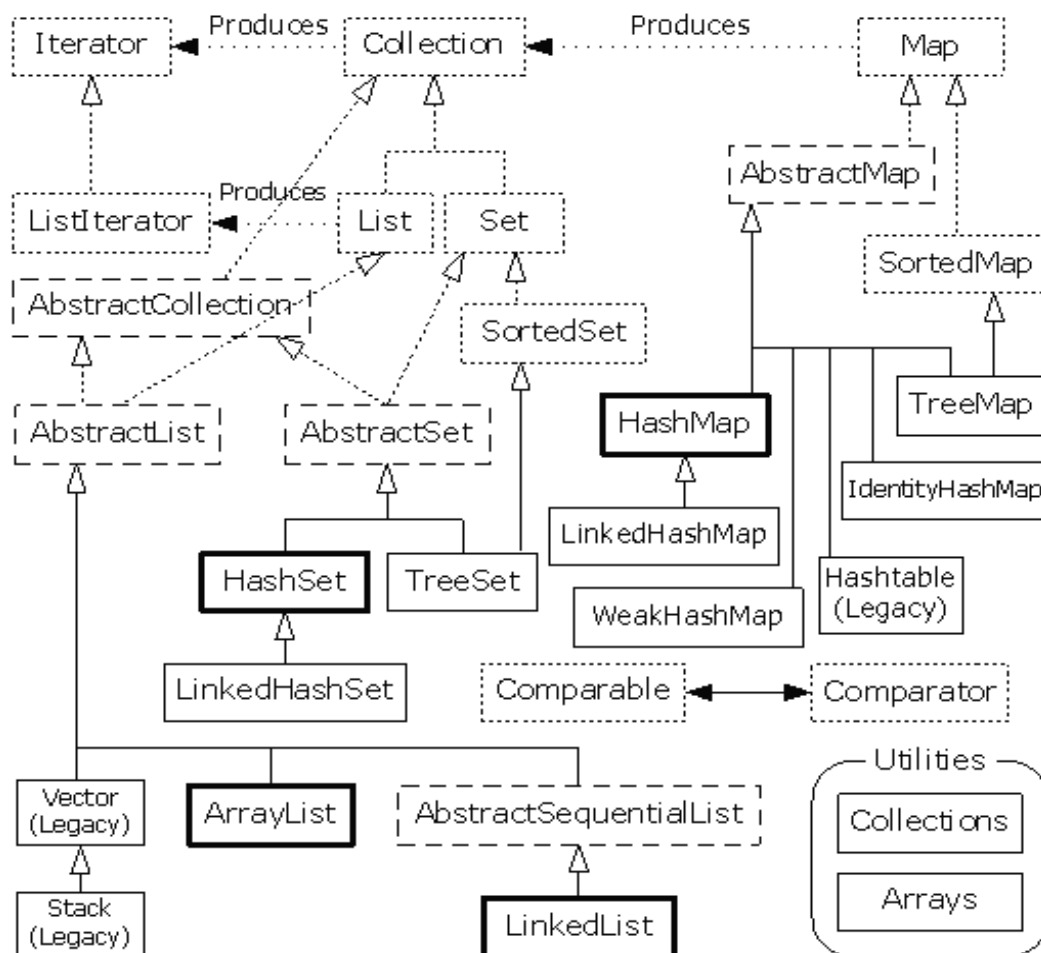 Iterator
Produces
Collection
Produces
Map
AbstractMap
ListIterator
Produces
List
Set
SortedMap
AbstractCollection
SortedSet
AbstractList
AbstractSet
HashMap
TreeMap
IdentityHashMap
LinkedHashMap
HashSet
TreeSet
Hashtable
(Legacy)
WeakHashMap
LinkedHashSet
Comparable
Comparator
Utilities
Vector
(Legacy)
ArrayList
AbstractSequentialList
Collections
Stack
(Legacy)
LinkedList
Arrays